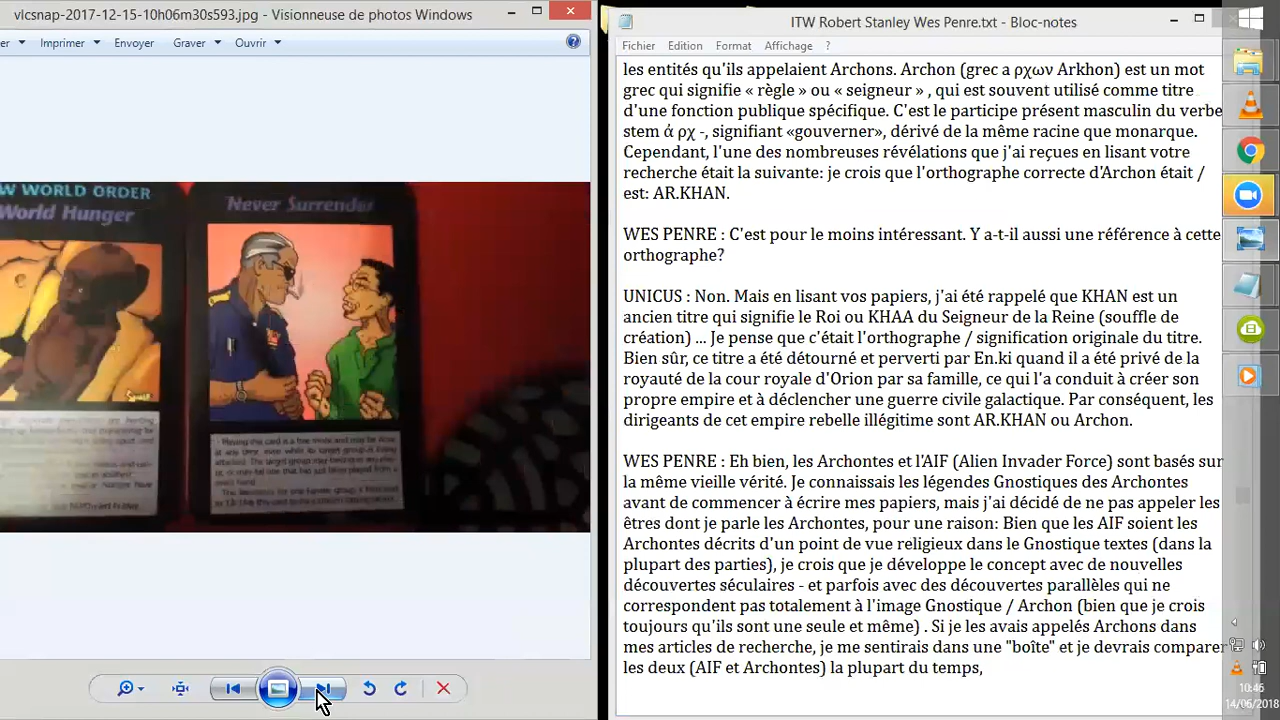 vlcsnap-2017-12-15-10h06m30s593.jpg - Visionneuse de photos Windows
Imprimer
Envoyer
Graver
Ouvrir
?
W WORLD ORDER
World Hunger
Never Surrender
ITW Robert Stanley Wes Penre.txt - Bloc-notes
Fichier Edition Format Affichage ?
les entités qu'ils appelaient Archons. Archon (grec a ρχων Arkhon) est un mot
grec qui signifie « règle » ou « seigneur » , qui est souvent utilisé comme titre
d'une fonction publique spécifique. C'est le participe présent masculin du verbe
stem ἀ ρχ -, signifiant «gouverner», dérivé de la même racine que monarque.
Cependant, l'une des nombreuses révélations que j'ai reçues en lisant votre
recherche était la suivante: je crois que l'orthographe correcte d'Archon était /
est: AR.KHAN.
WES PENRE : C'est pour le moins intéressant. Y a-t-il aussi une référence à cette
orthographe?
UNICUS : Non. Mais en lisant vos papiers, j'ai été rappelé que KHAN est un
ancien titre qui signifie le Roi ou KHAA du Seigneur de la Reine (souffle de
création) ... Je pense que c'était l'orthographe / signification originale du titre.
Bien sûr, ce titre a été détourné et perverti par En.ki quand il a été privé de la
royauté de la cour royale d'Orion par sa famille, ce qui l'a conduit à créer son
propre empire et à déclencher une guerre civile galactique. Par conséquent, les
dirigeants de cet empire rebelle illégitime sont AR.KHAN ou Archon.
WES PENRE : Eh bien, les Archontes et l'AIF (Alien Invader Force) sont basés sur
la même vieille vérité. Je connaissais les légendes Gnostiques des Archontes
avant de commencer à écrire mes papiers, mais j'ai décidé de ne pas appeler les
êtres dont je parle les Archontes, pour une raison: Bien que les AIF soient les
Archontes décrits d'un point de vue religieux dans le Gnostique textes (dans la
plupart des parties), je crois que je développe le concept avec de nouvelles
découvertes séculaires - et parfois avec des découvertes parallèles qui ne
correspondent pas totalement à l'image Gnostique / Archon (bien que je crois
toujours qu'ils sont une seule et même) . Si je les avais appelés Archons dans
mes articles de recherche, je me sentirais dans une "boîte" et je devrais comparer
les deux (AIF et Archontes) la plupart du temps,
10:46
14/06/2018